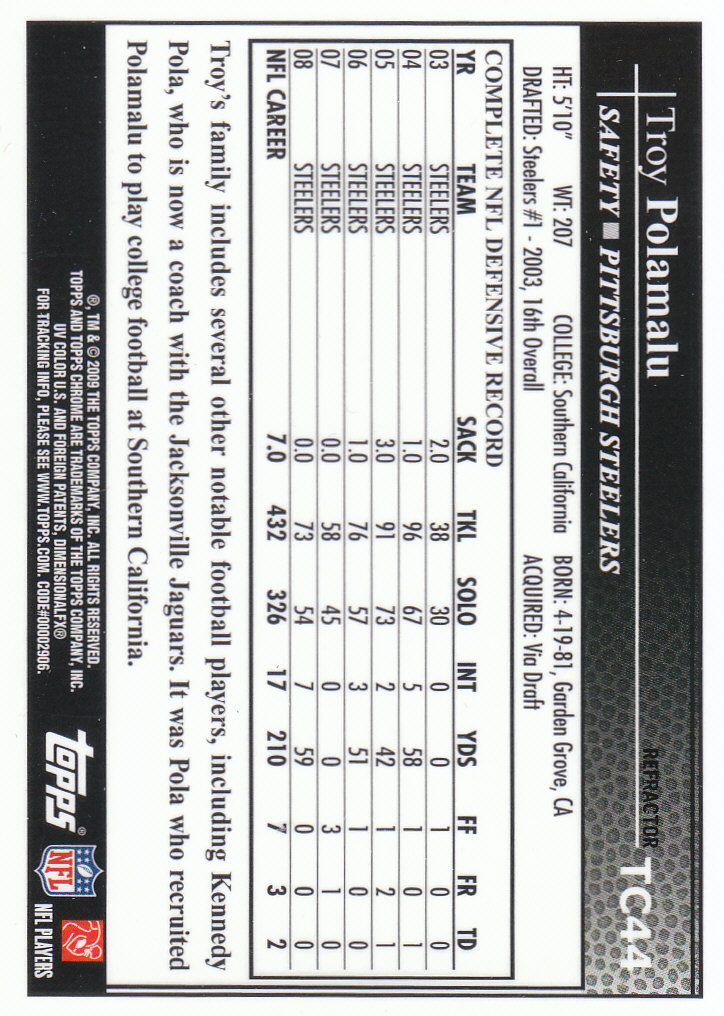 Troy Polamalu
REFRACTOR
TC44
SAFETY ■ PITTSBURGH STEELERS
HT: 5'10" WT: 207 COLLEGE: Southern California BORN: 4-19-81, Garden Grove, CA
DRAFTED: Steelers #1 - 2003, 16th Overall ACQUIRED: Via Draft
COMPLETE NFL DEFENSIVE RECORD
YR TEAM SACK TKL SOLO INT YDS FF FR TD
03 STEELERS 2.0 38 30 0 0 1 0 0
04 STEELERS 1.0 96 67 5 58 1 0 1
05 STEELERS 3.0 91 73 2 42 1 2 1
06 STEELERS 1.0 76 57 3 51 1 0 0
07 STEELERS 0.0 58 45 0 0 3 1 0
08 STEELERS 0.0 73 54 7 59 0 0 0
NFL CAREER 7.0 432 326 17 210 7 3 2
Troy's family includes several other notable football players, including Kennedy
Pola, who is now a coach with the Jacksonville Jaguars. It was Pola who recruited
Polamalu to play college football at Southern California.
®, TM & © 2009 THE TOPPS COMPANY, INC. ALL RIGHTS RESERVED.
TOPPS AND TOPPS CHROME ARE TRADEMARKS OF THE TOPPS COMPANY, INC.
UV COLOR U.S. AND FOREIGN PATENTS, DIMENSIONALFX®
FOR TRACKING INFO, PLEASE SEE WWW.TOPPS.COM. CODE#00002906.
topps®
NFL
NFL PLAYERS